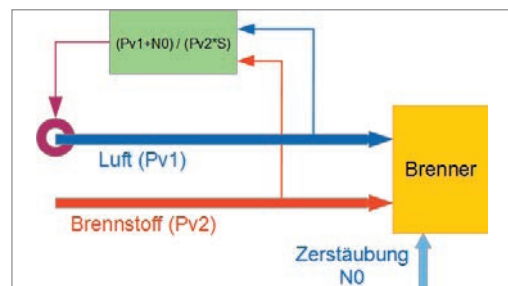 (Pv1+N0) / (Pv2*S)
Luft (Pv1)
Brenner
Brennstoff (Pv2)
Zerstäubung
N0